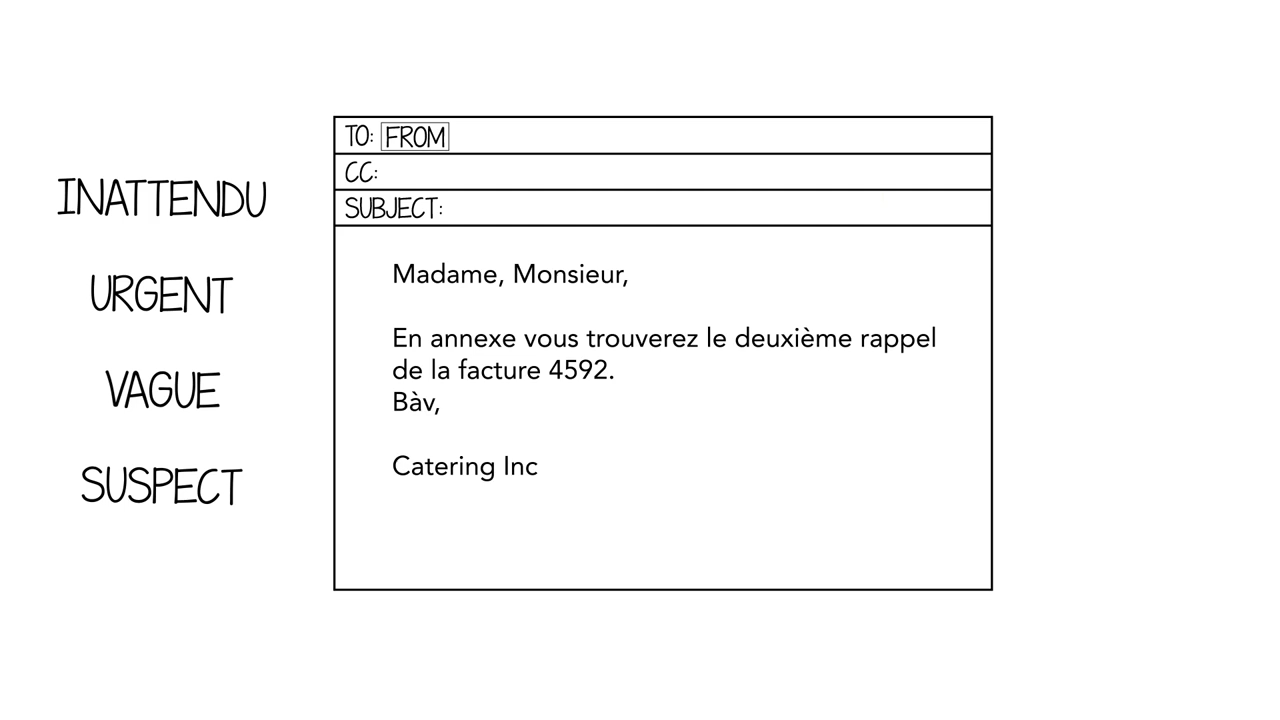 INATTENDU
URGENT
VAGUE
SUSPECT
TO: FROM
CC:
SUBJECT:
Madame, Monsieur,
En annexe vous trouverez le deuxième rappel
de la facture 4592.
Bàv,
Catering Inc